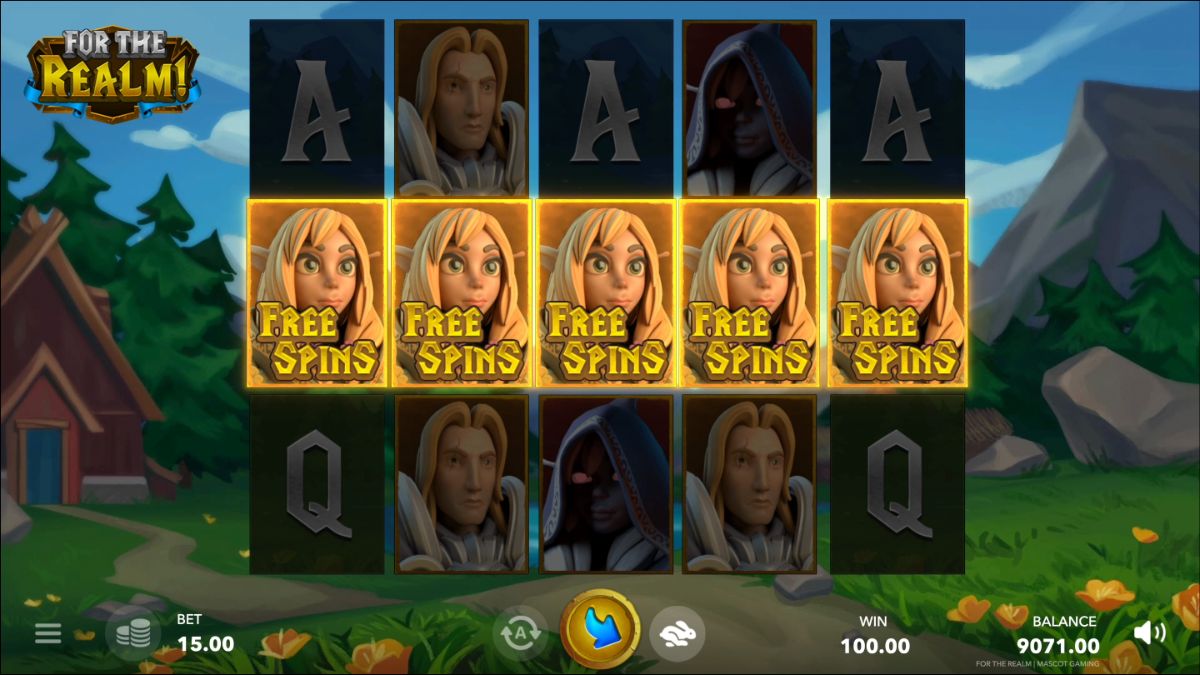 FOR THE
REALM!
A A A
FREE SPINS FREE SPINS FREE SPINS FREE SPINS FREE SPINS
Q Q
BET
15.00
A
WIN
100.00
BALANCE
9071.00
FOR THE REALM | MASCOT GAMING